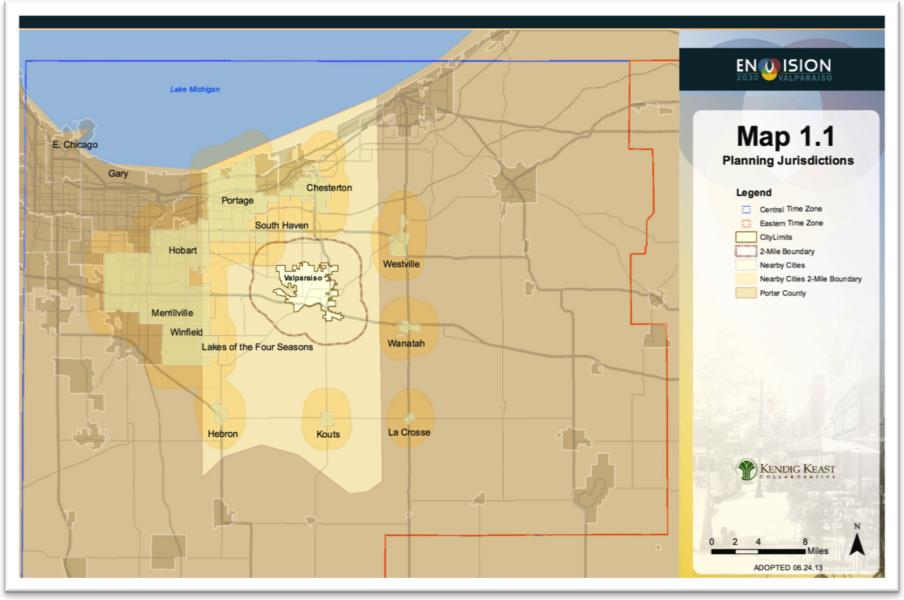 Lake Michigan
E. Chicago
Gary
Chesterton
Portage
South Haven
Hobart
Westville
Valparaiso
Merrillville
Winfield
Wanatah
Lakes of the Four Seasons
Hebron
Kouts
La Crosse
ENVISION
2030 VALPARAISO
Map 1.1
Planning Jurisdictions
Legend
Central Time Zone
Eastern Time Zone
CityLimits
2-Mile Boundary
Nearby Cities
Nearby Cities 2-Mile Boundary
Porter County
KENDIG KEAST
COLLABORATIVE
N
0 2 4 8
Miles
ADOPTED 06.24.13